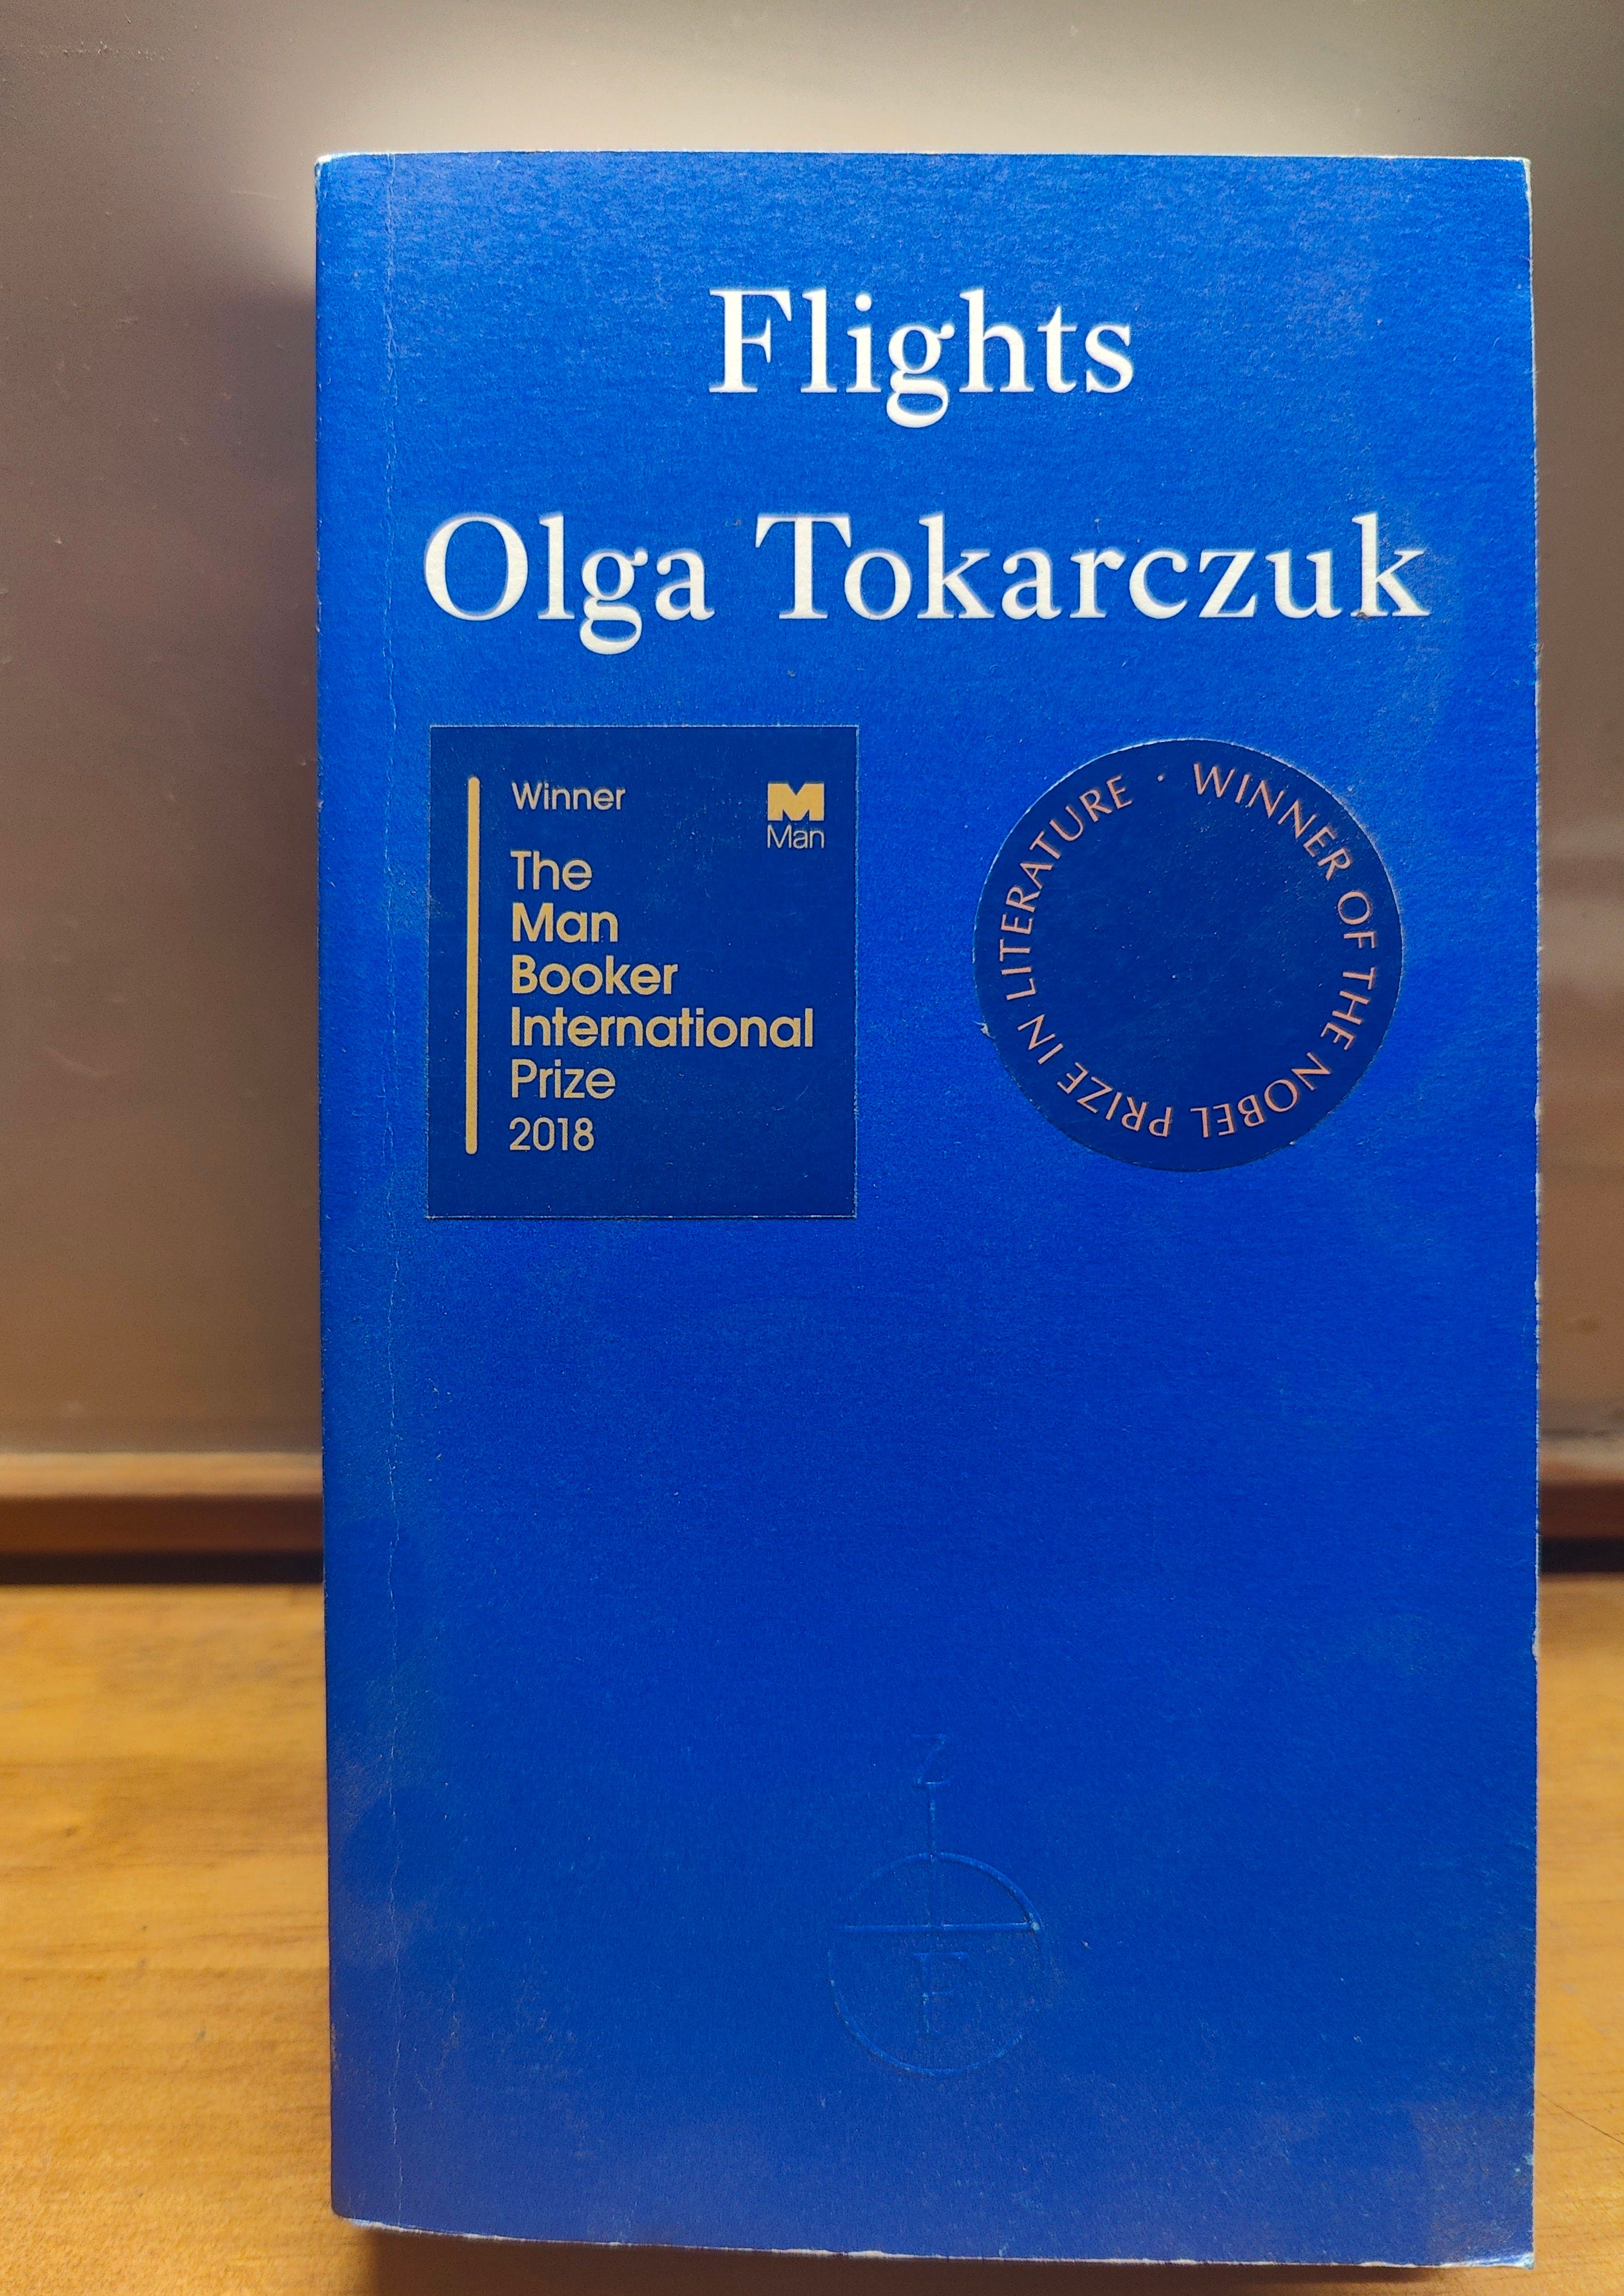 Flights
Olga Tokarczuk
Winner
M
Man
The
Man
Booker
International
Prize
2018
WINNER OF THE NOBEL PRIZE IN LITERATURE ·
N
F